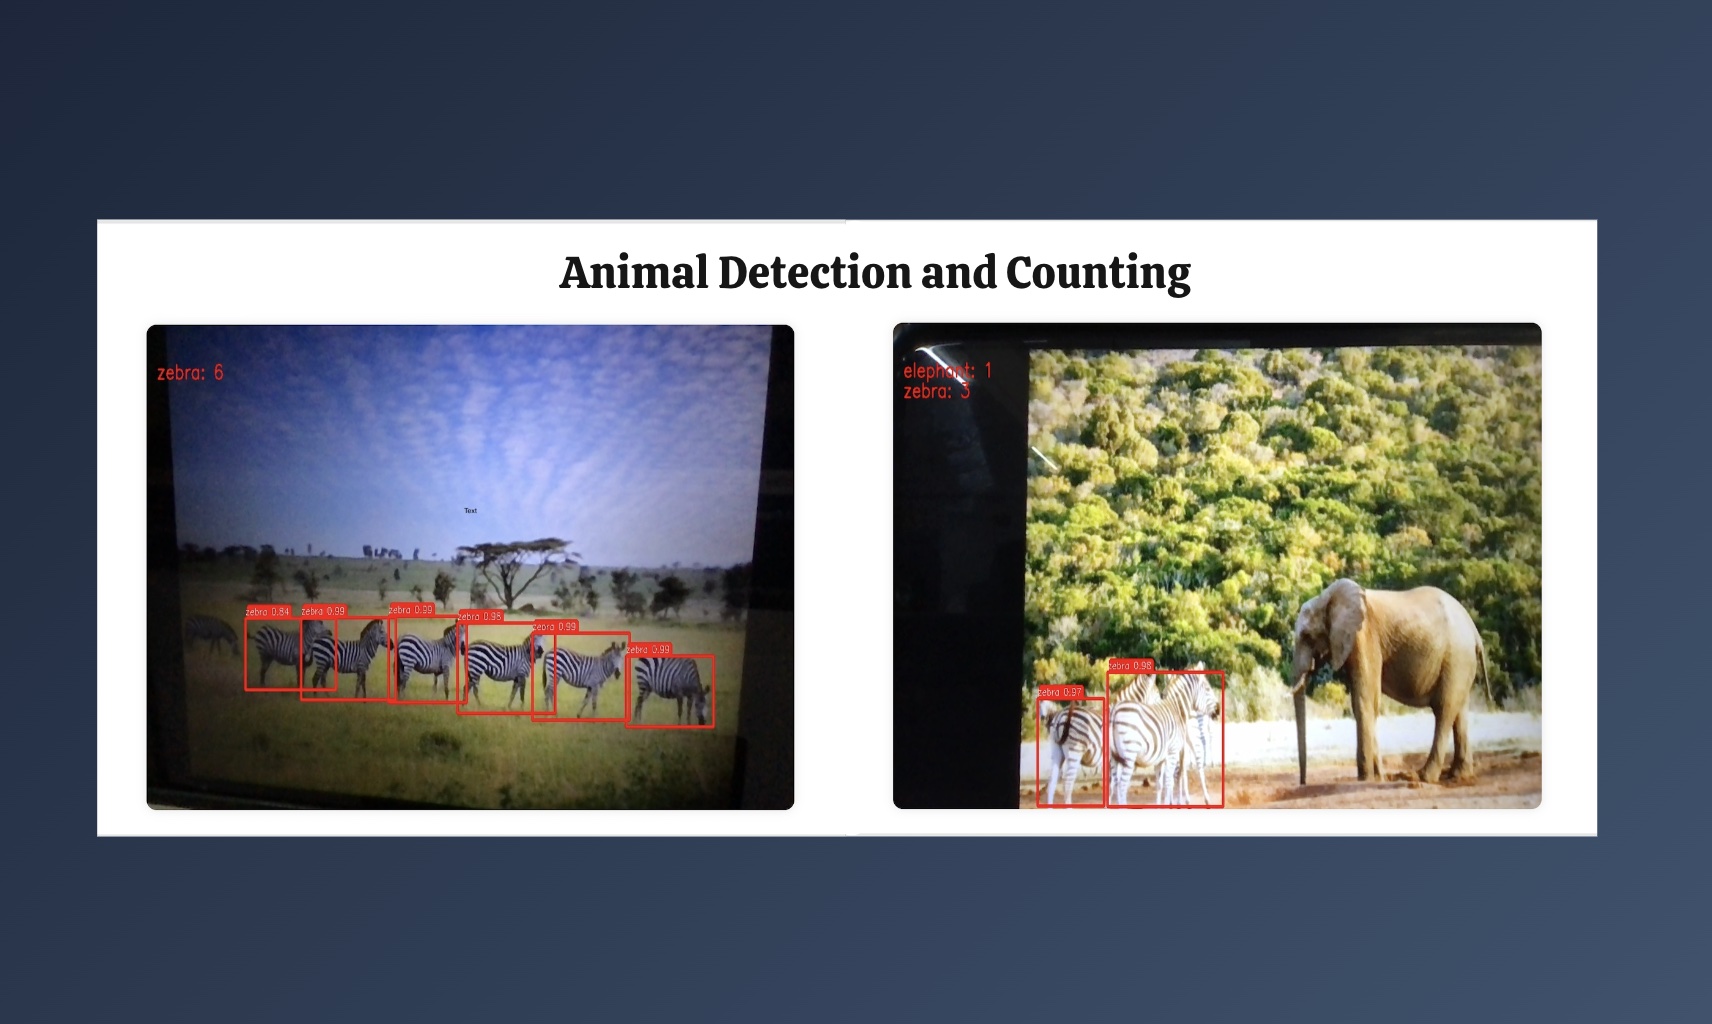 Animal Detection and Counting
zebra: 6
Text
zebra 0.84
zebra 0.99
zebra 0.99
zebra 0.98
zebra 0.99
zebra 0.99
elephant: 1
zebra: 3
zebra 0.98
zebra 0.97